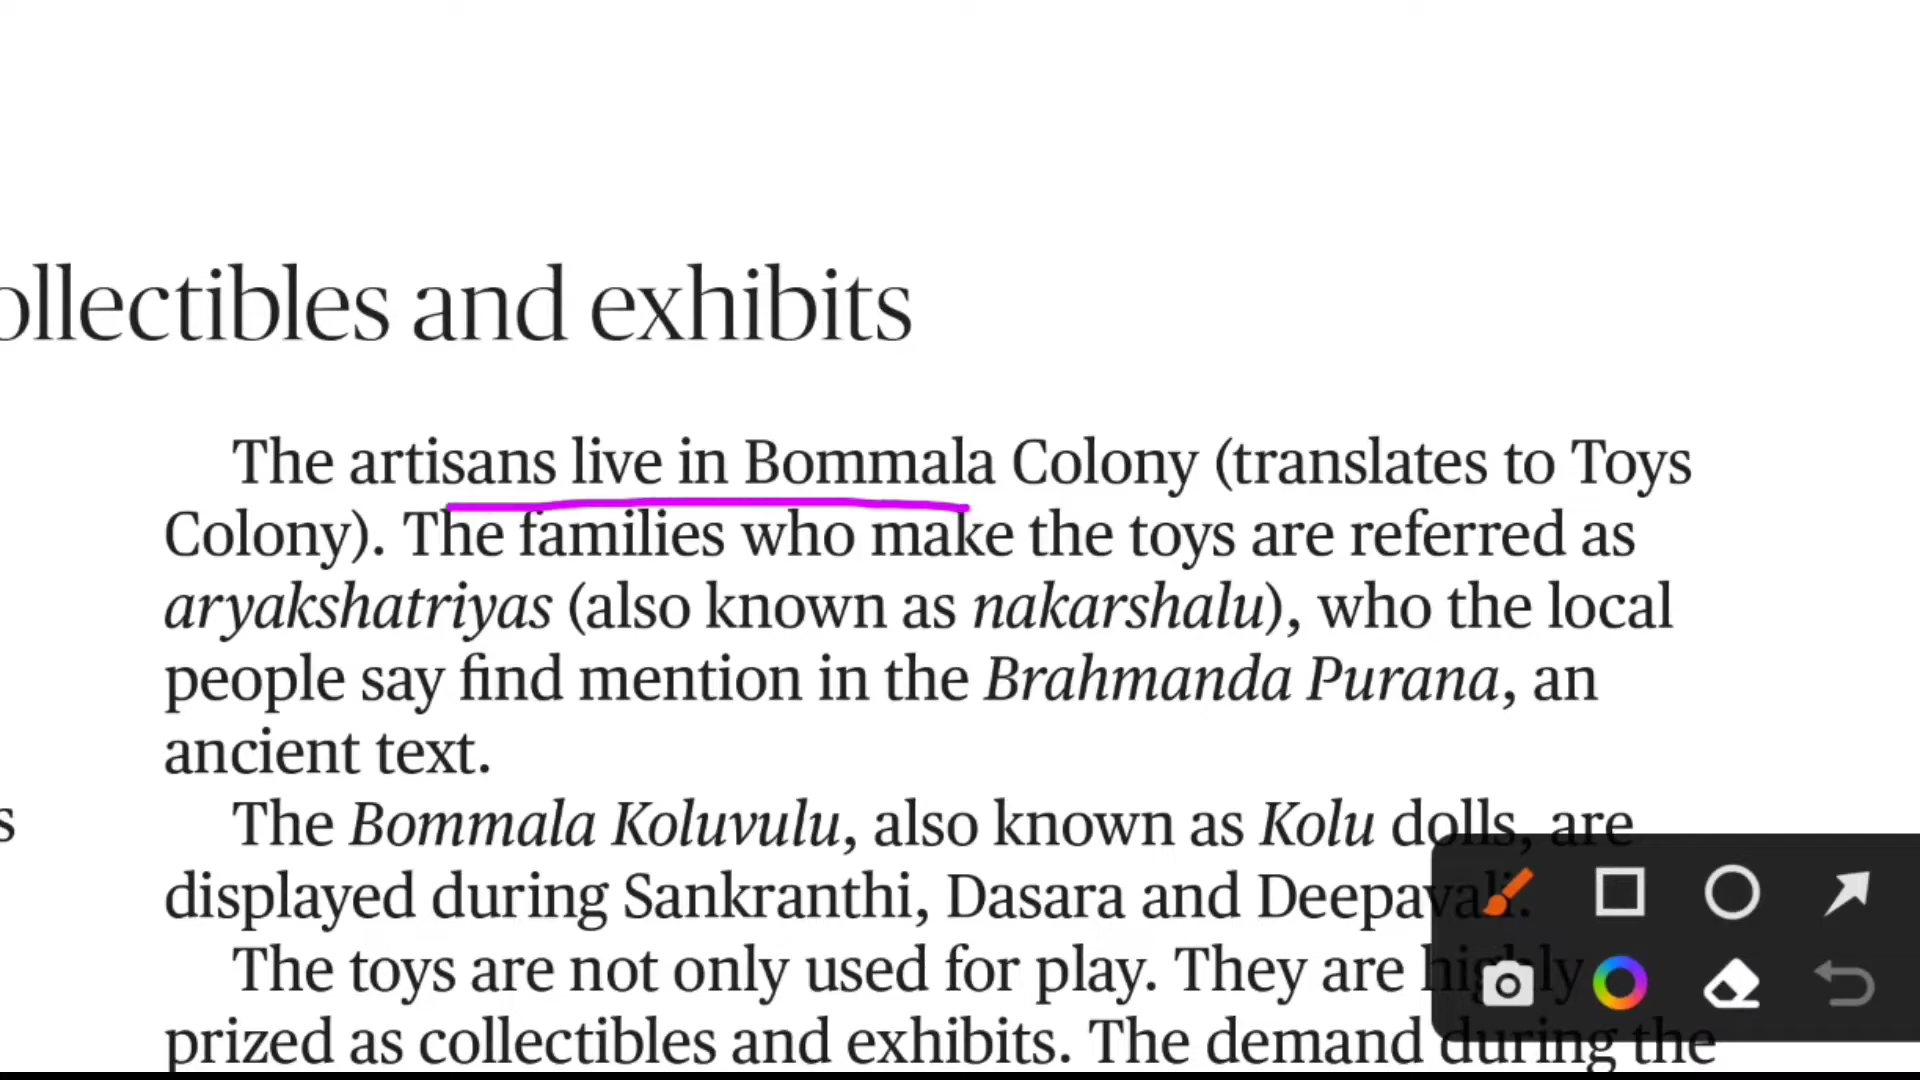 ollectibles and exhibits
The artisans live in Bommala Colony (translates to Toys
Colony). The families who make the toys are referred as
aryakshatriyas (also known as nakarshalu), who the local
people say find mention in the Brahmanda Purana, an
ancient text.
s
The Bommala Koluvulu, also known as Kolu dolls, are
displayed during Sankranthi, Dasara and Deepavali.
The toys are not only used for play. They are highly
prized as collectibles and exhibits. The demand during the